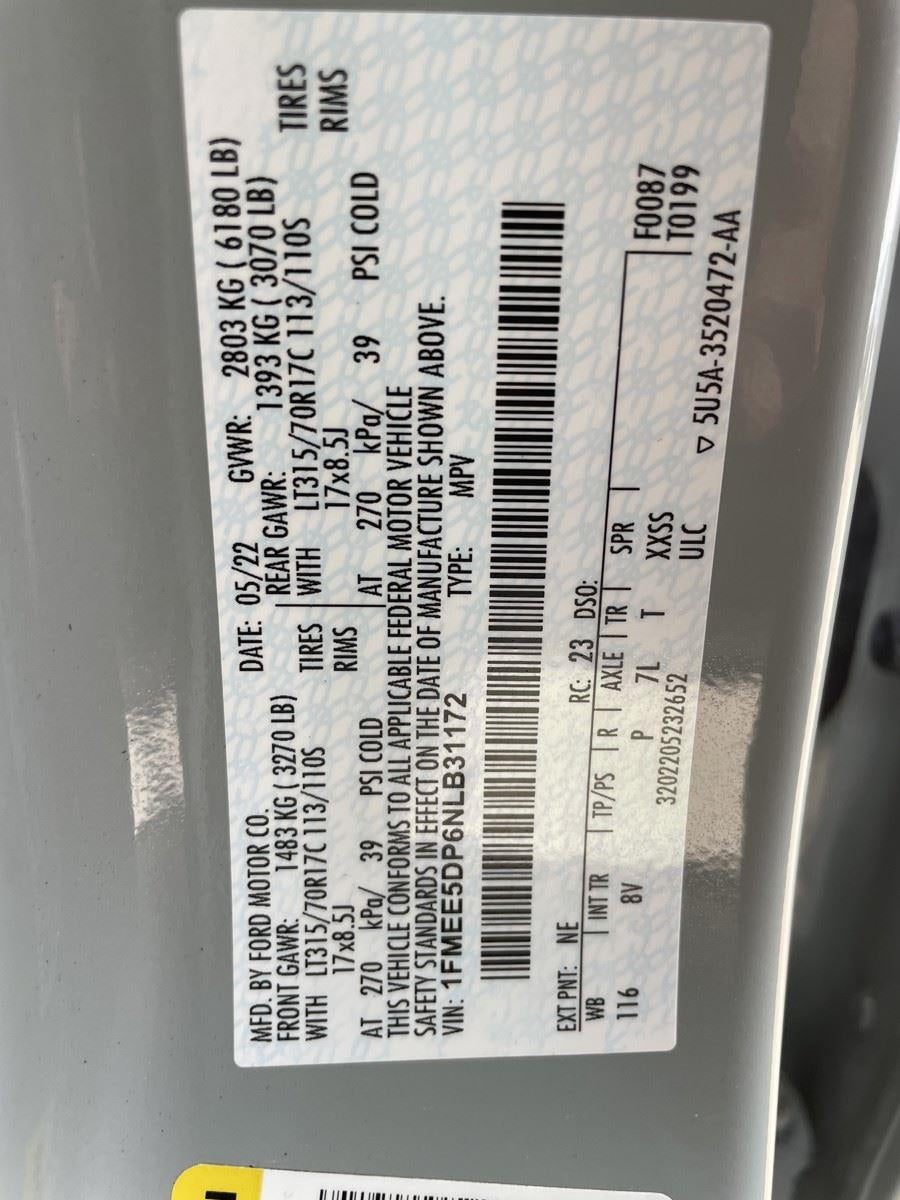 MFD. BY FORD MOTOR CO. DATE: 05/22 GVWR: 2803 KG ( 6180 LB)
FRONT GAWR: 1483 KG ( 3270 LB) REAR GAWR: 1393 KG ( 3070 LB)
WITH LT315/70R17C 113/110S TIRES WITH LT315/70R17C 113/110S TIRES
17x8.5J RIMS 17x8.5J RIMS
AT 270 kPa/ 39 PSI COLD AT 270 kPa/ 39 PSI COLD
THIS VEHICLE CONFORMS TO ALL APPLICABLE FEDERAL MOTOR VEHICLE
SAFETY STANDARDS IN EFFECT ON THE DATE OF MANUFACTURE SHOWN ABOVE.
VIN: 1FMEE5DP6NLB31172 TYPE: MPV
EXT PNT: NE RC: 23 DSO:
WB INT TR TP/PS R AXLE TR SPR F0087
116 8V P 7L T XXSS T0199
3202205232652 ULC
▽ 5U5A-3520472-AA